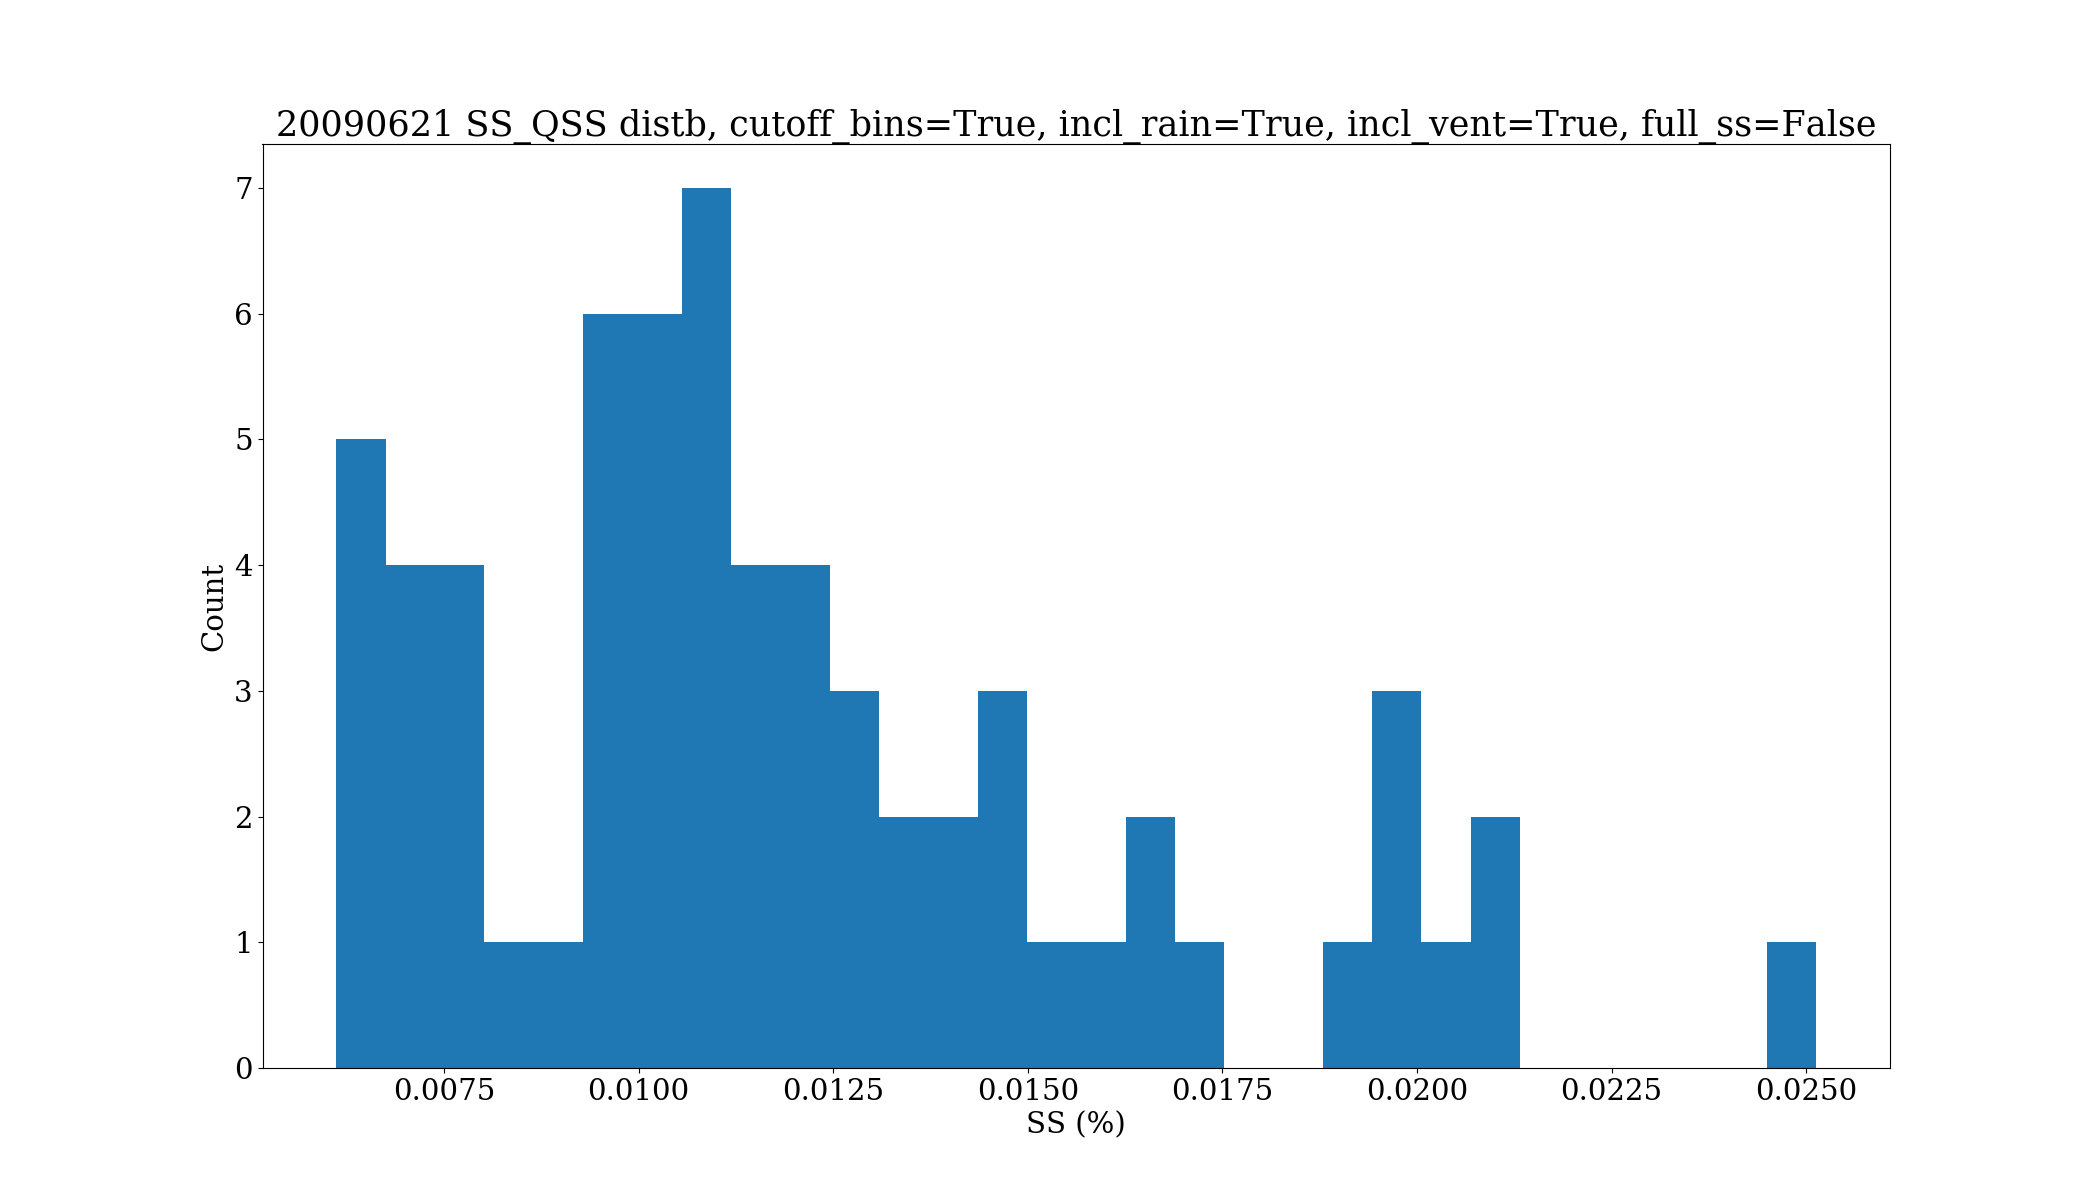 20090621 SS_QSS distb, cutoff_bins=True, incl_rain=True, incl_vent=True, full_ss=False
7
6
5
4
3
2
1
0
Count
0.0075 0.0100 0.0125 0.0150 0.0175 0.0200 0.0225 0.0250
SS (%)